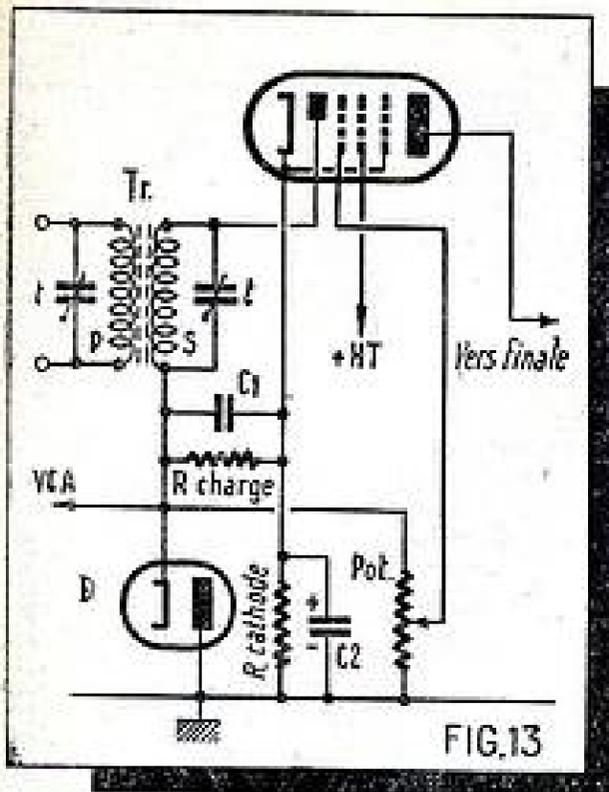 Tr.
t
P
S
t
+HT
Vers Finale
C1
R charge
VCA
D
R cathode
+
-
C2
Pot.
FIG.13